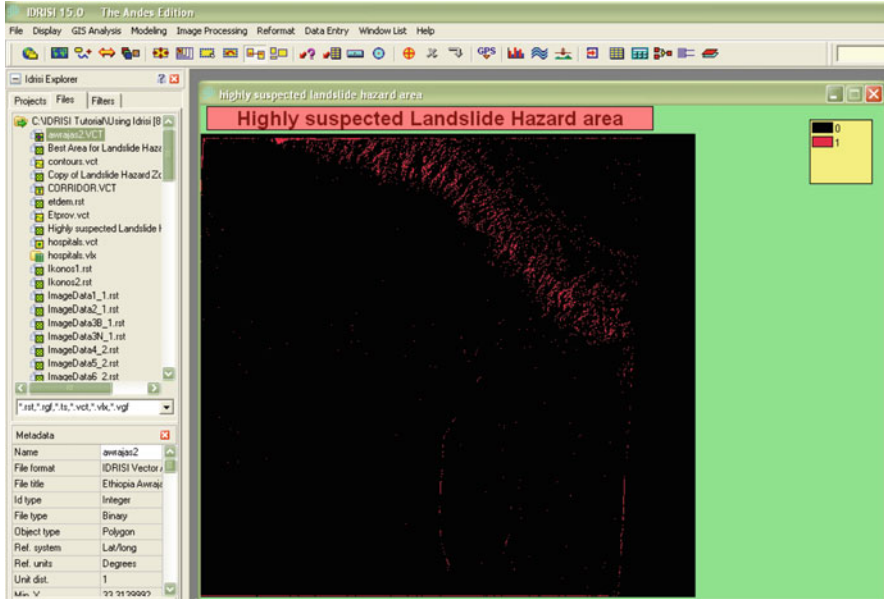 IDRISI 15.0 The Andes Edition
File Display GIS Analysis Modeling Image Processing Reformat Data Entry Window List Help
GPS
Idrisi Explorer
Projects Files Filters
C:\IDRISI Tutorial\Using Idrisi [8
awrajas2.VCT
Best Area for Landslide Haza
contours.vct
Copy of Landslide Hazard Zo
CORRIDOR.VCT
etdem.rst
Etprov.vct
Highly suspected Landslide H
hospitals.vct
hospitals.vlx
Ikonos1.rst
Ikonos2.rst
ImageData1_1.rst
ImageData2_1.rst
ImageData3B_1.rst
ImageData3N_1.rst
ImageData4_2.rst
ImageData5_2.rst
ImageData6_2.rst
*.rst,*.rgf,*.ts,*.vct,*.vlx,*.vgf
Metadata
Name awrajas2
File format IDRISI Vector A
File title Ethiopia Awraja
Id type Integer
File type Binary
Object type Polygon
Ref. system Lat/long
Ref. units Degrees
Unit dist. 1
Min. X 33.3139992
highly suspected landslide hazard area
Highly suspected Landslide Hazard area
0
1